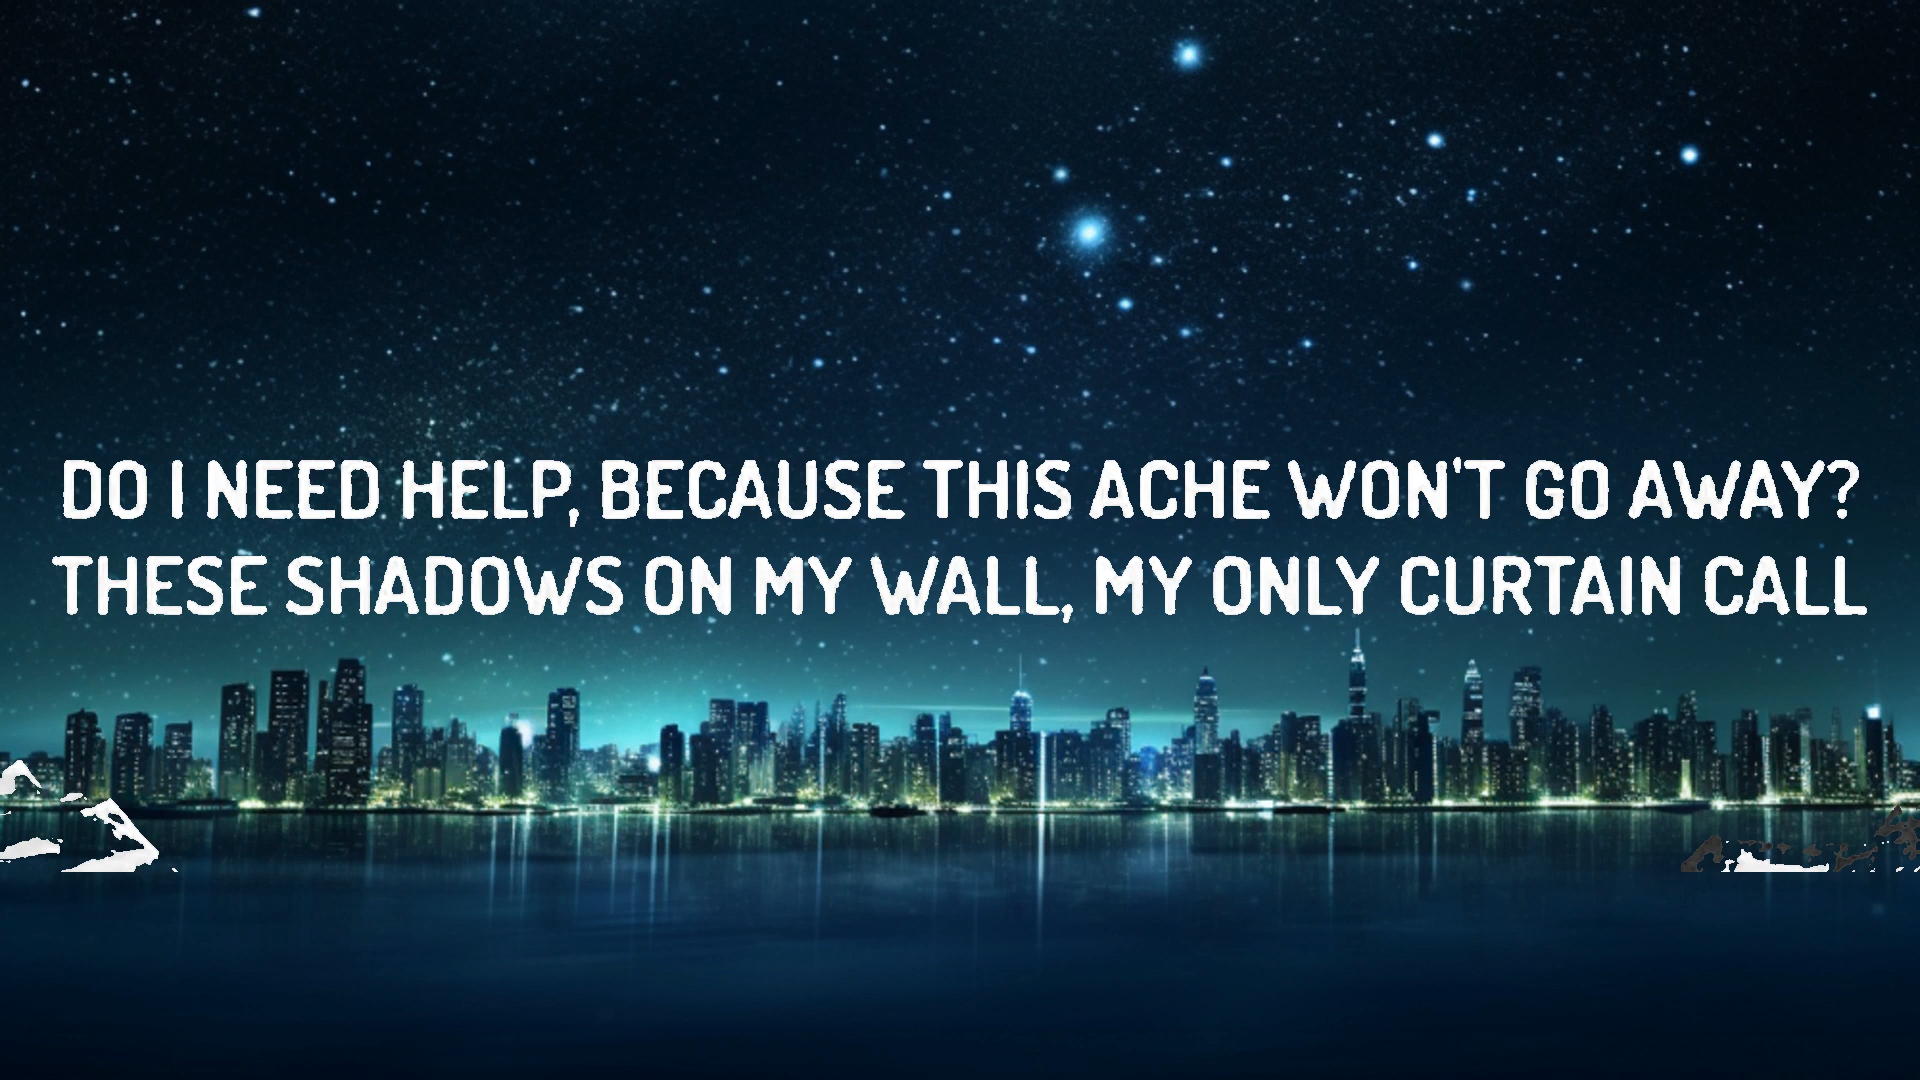 DO I NEED HELP, BECAUSE THIS ACHE WON'T GO AWAY?
THESE SHADOWS ON MY WALL, MY ONLY CURTAIN CALL